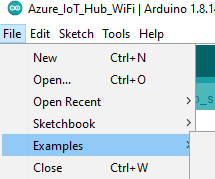 Azure_IoT_Hub_WiFi | Arduino 1.8.1
File Edit Sketch Tools Help
New Ctrl+N
Open... Ctrl+O
Open Recent
Sketchbook
Examples
Close Ctrl+W